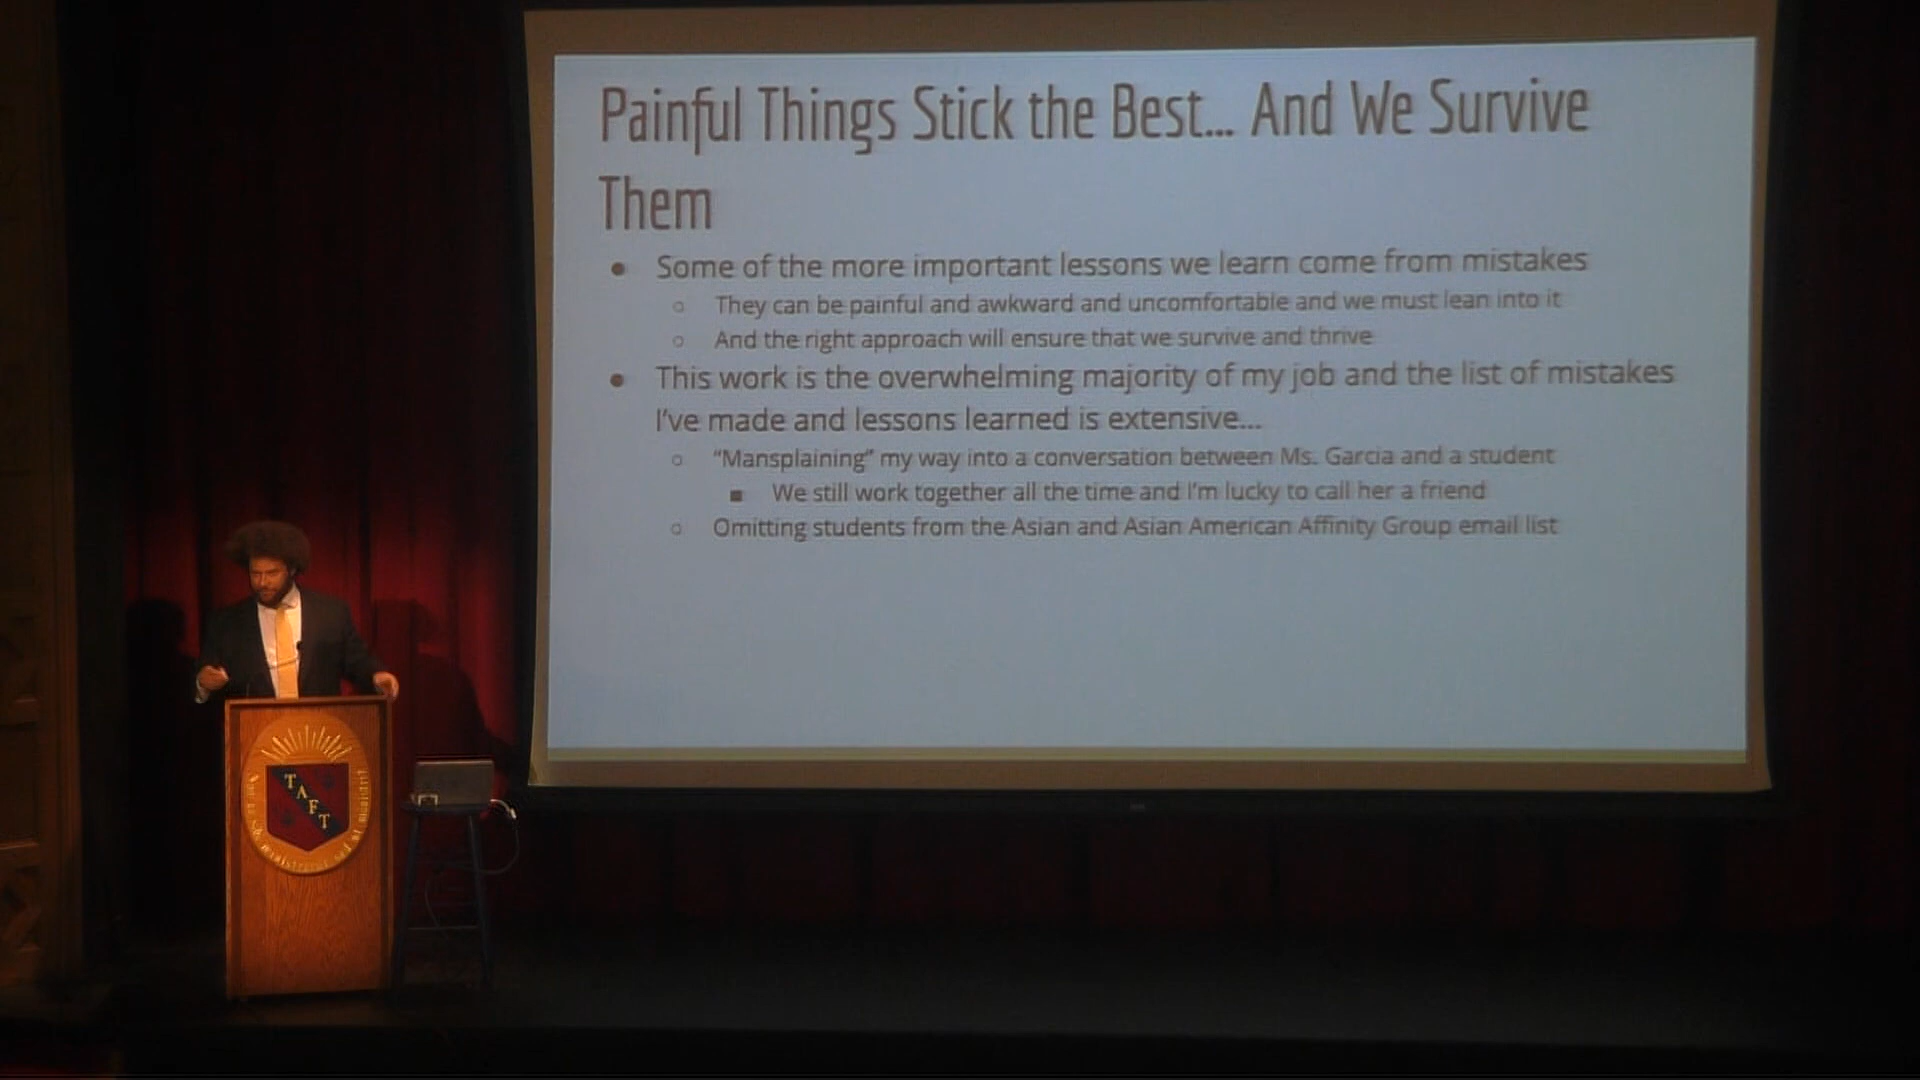 Painful Things Stick the Best... And We Survive
Them
● Some of the more important lessons we learn come from mistakes
○ They can be painful and awkward and uncomfortable and we must lean into it
○ And the right approach will ensure that we survive and thrive
● This work is the overwhelming majority of my job and the list of mistakes
I've made and lessons learned is extensive...
○ “Mansplaining” my way into a conversation between Ms. Garcia and a student
■ We still work together all the time and I'm lucky to call her a friend
○ Omitting students from the Asian and Asian American Affinity Group email list
TAFT